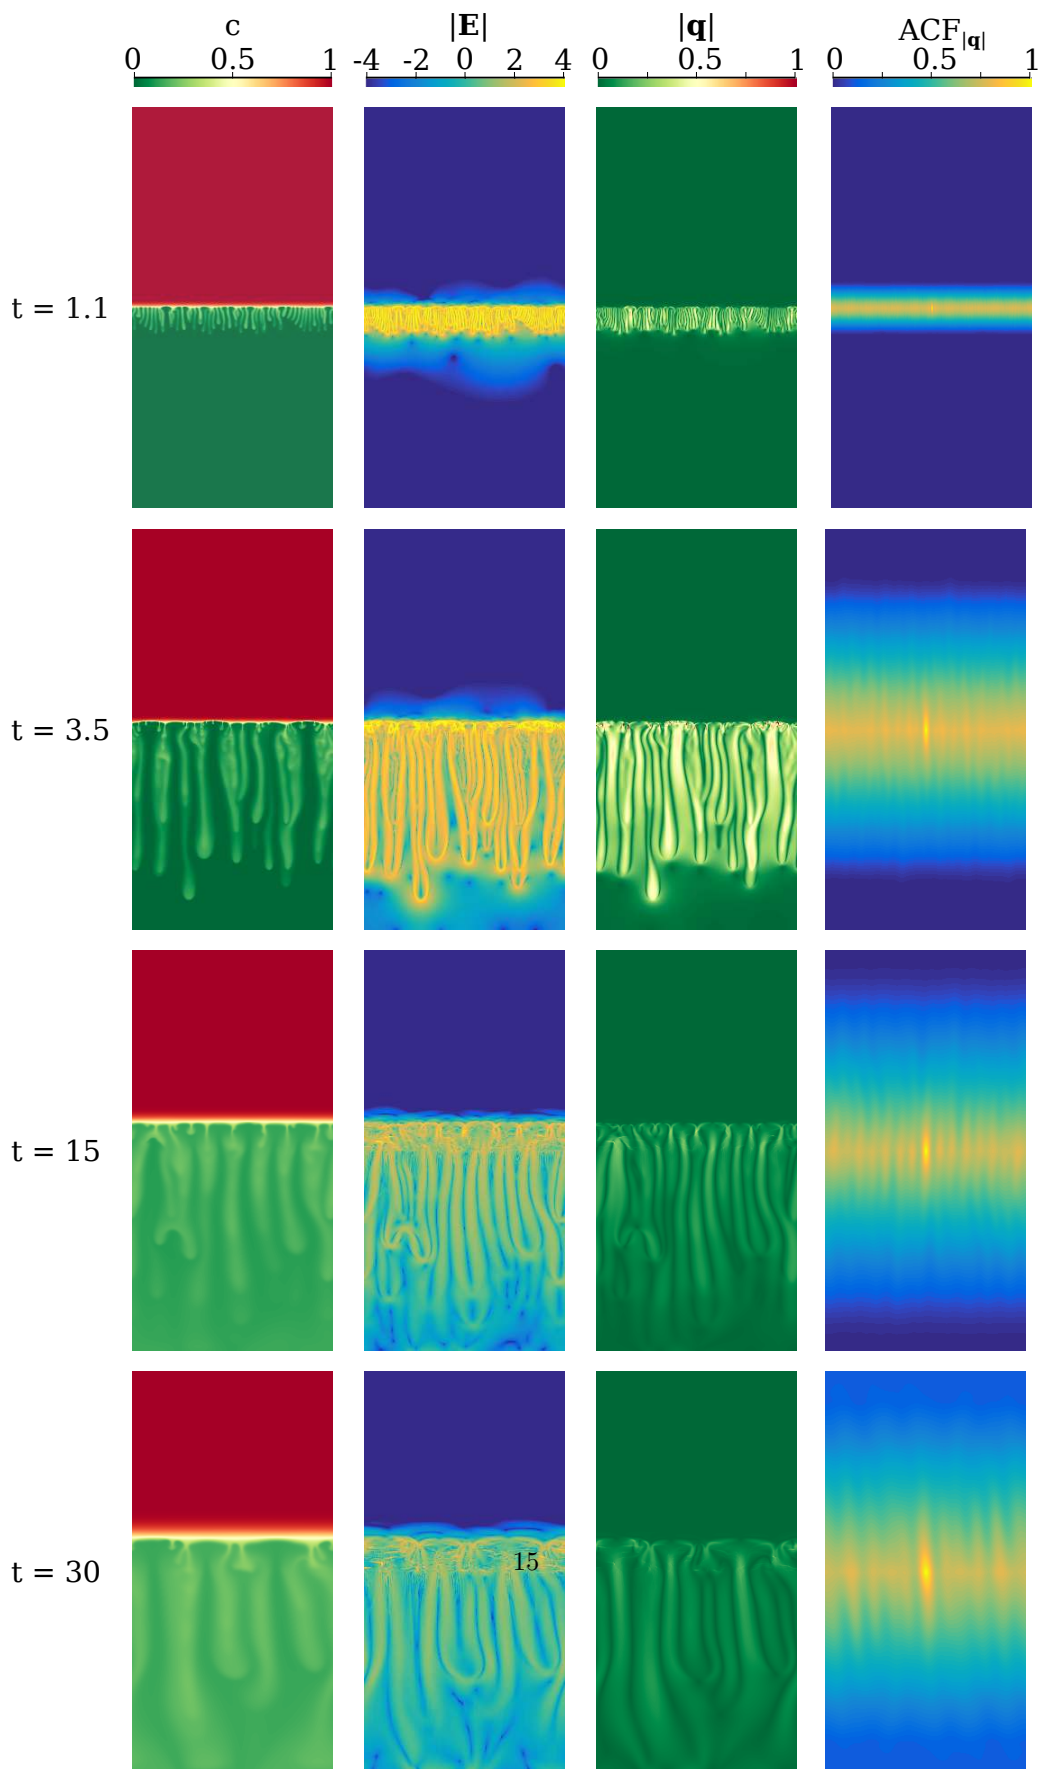 c |E| |q| ACF|q|
0 0.5 1 -4 -2 0 2 4 0 0.5 1 0 0.5 1
t = 1.1
t = 3.5
t = 15
15
t = 30